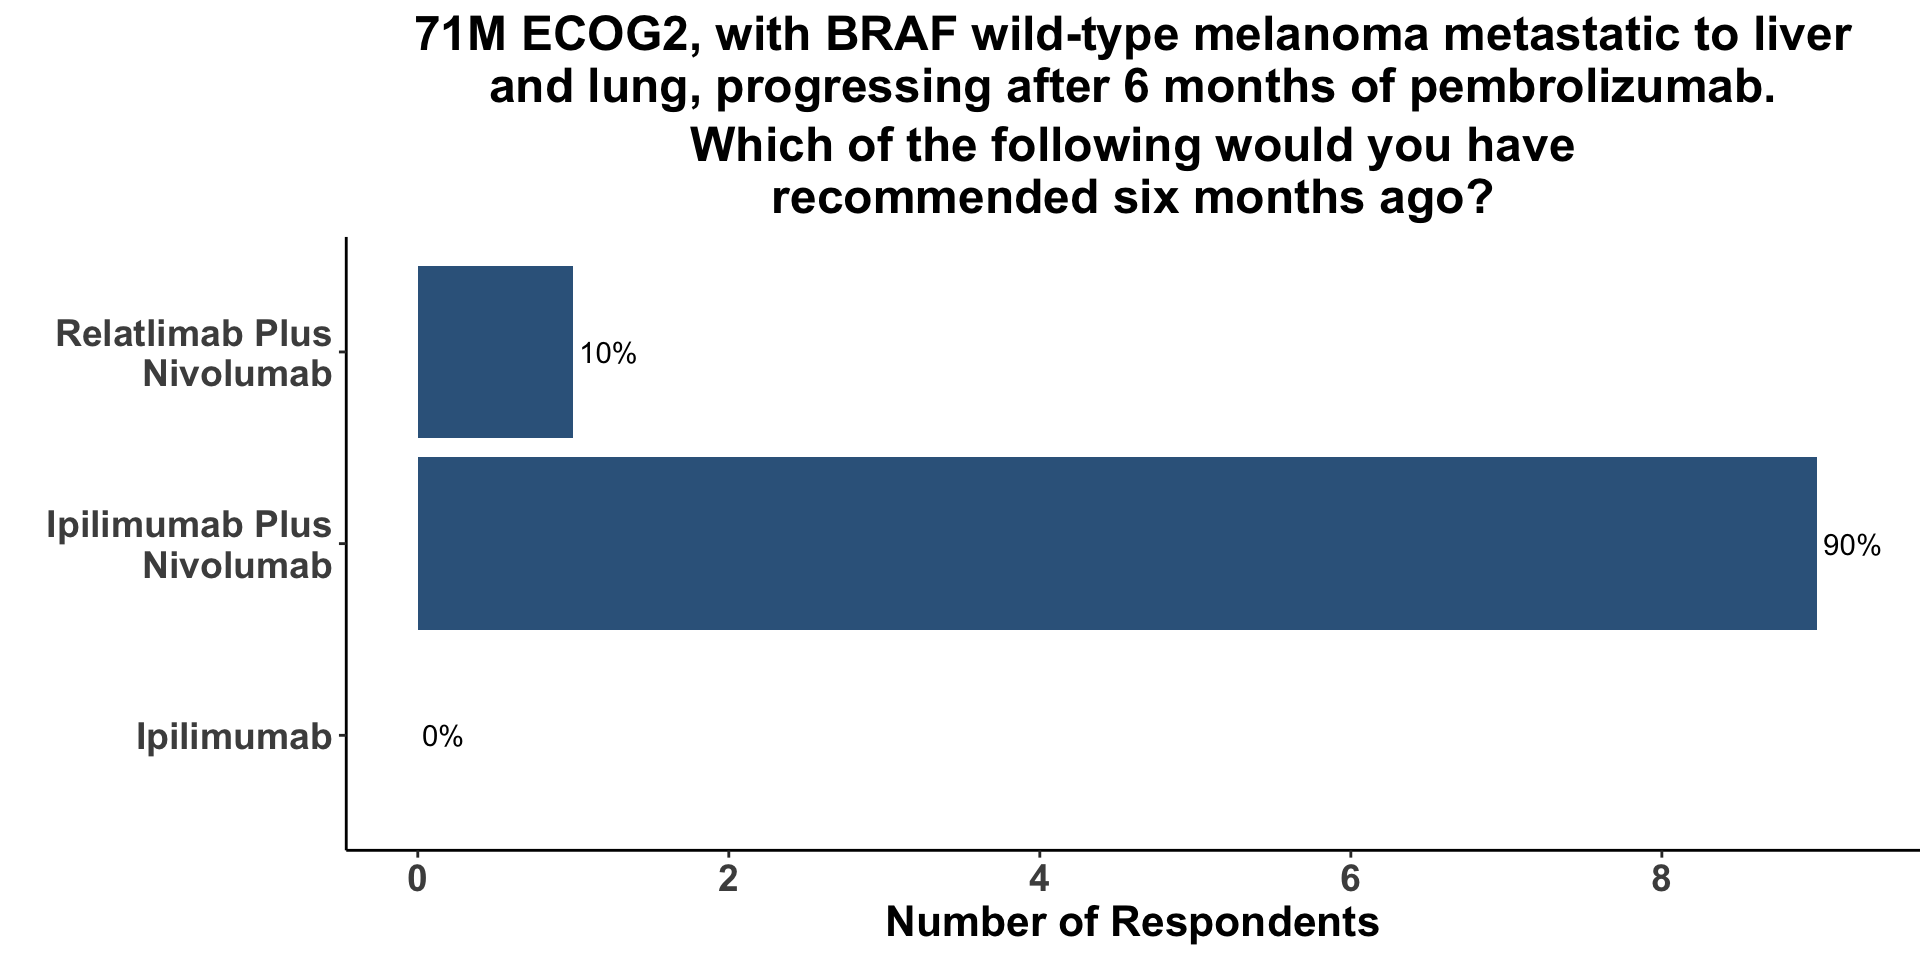 71M ECOG2, with BRAF wild-type melanoma metastatic to liver
and lung, progressing after 6 months of pembrolizumab.
Which of the following would you have
recommended six months ago?
Relatlimab Plus
Nivolumab
10%
Ipilimumab Plus
Nivolumab
90%
Ipilimumab
0%
0 2 4 6 8
Number of Respondents